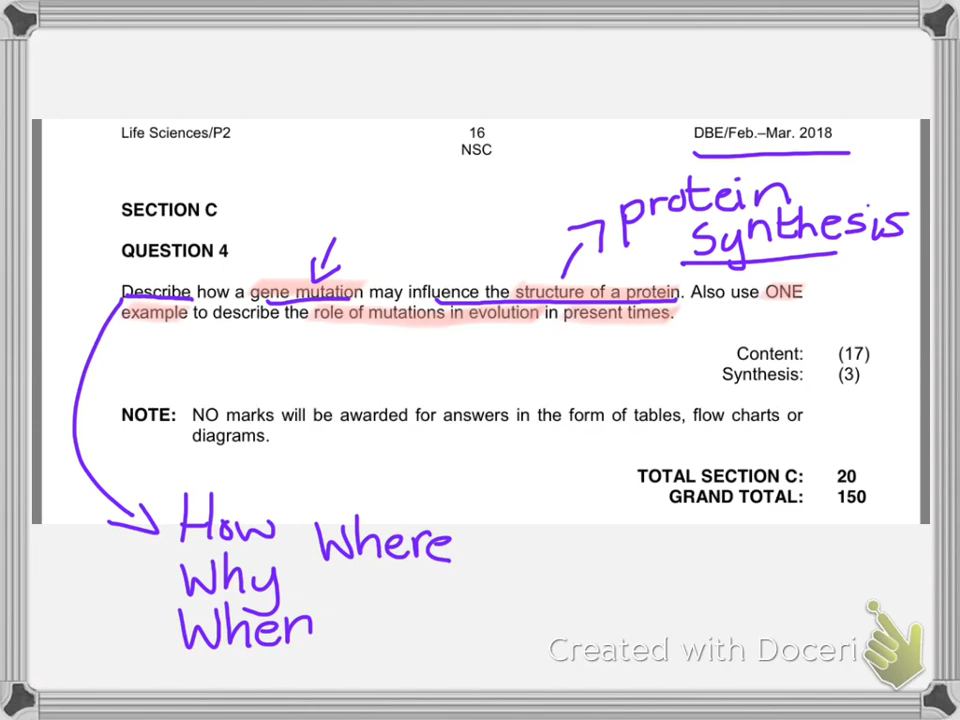 Life Sciences/P2 16 DBE/Feb.–Mar. 2018
NSC
SECTION C
protein
synthesis
QUESTION 4
Describe how a gene mutation may influence the structure of a protein. Also use ONE
example to describe the role of mutations in evolution in present times.
Content: (17)
Synthesis: (3)
NOTE: NO marks will be awarded for answers in the form of tables, flow charts or
diagrams.
TOTAL SECTION C: 20
GRAND TOTAL: 150
How Where
Why
When
Created with Doceri